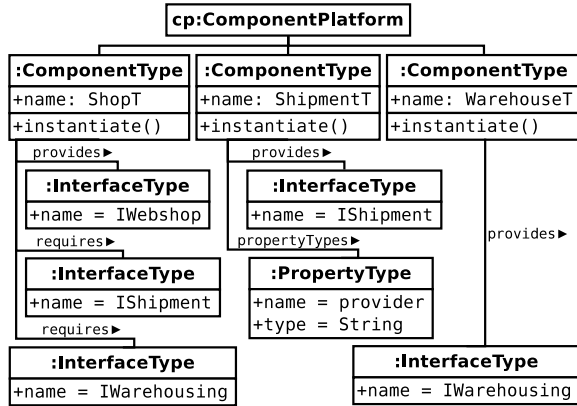 cp:ComponentPlatform
:ComponentType
+name: ShopT
+instantiate()
:ComponentType
+name: ShipmentT
+instantiate()
:ComponentType
+name: WarehouseT
+instantiate()
provides▶
:InterfaceType
+name = IWebshop
provides▶
:InterfaceType
+name = IShipment
provides▶
requires▶
:InterfaceType
+name = IShipment
propertyTypes▶
:PropertyType
+name = provider
+type = String
requires▶
:InterfaceType
+name = IWarehousing
:InterfaceType
+name = IWarehousing